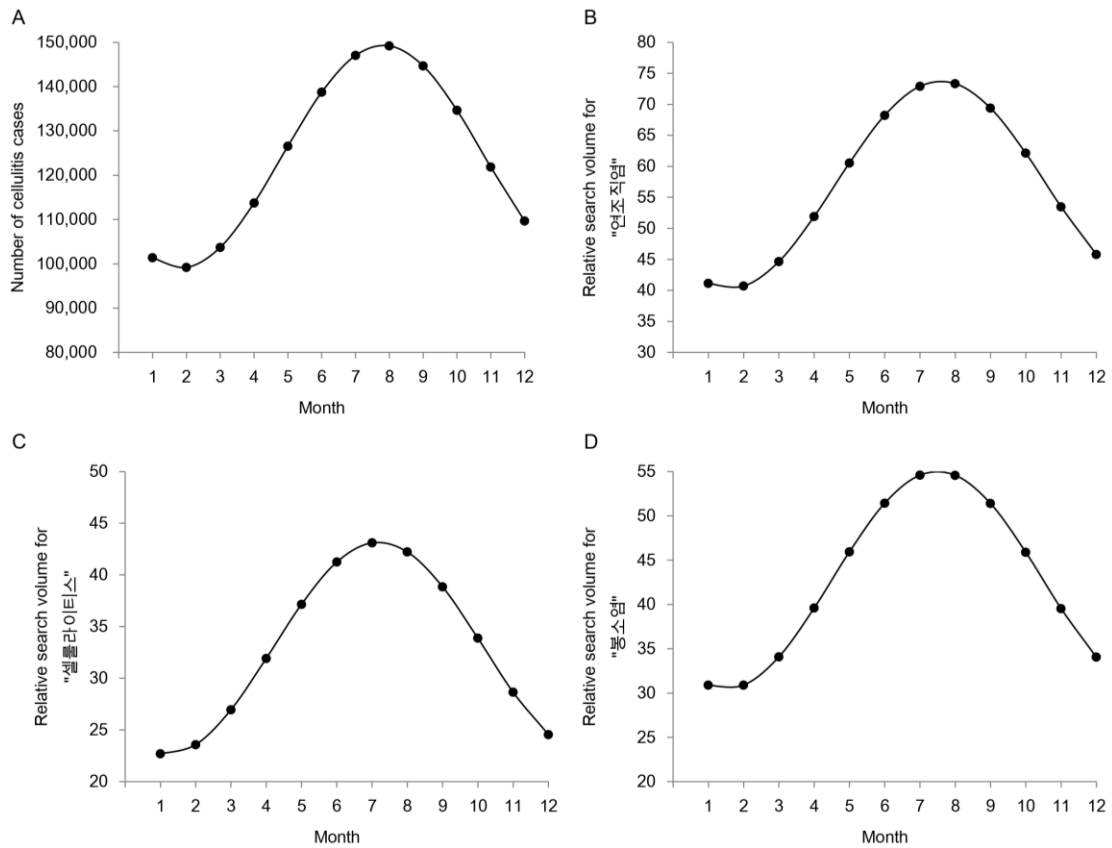 A
Number of cellulitis cases
150,000
140,000
130,000
120,000
110,000
100,000
90,000
80,000
1 2 3 4 5 6 7 8 9 10 11 12
Month
B
Relative search volume for
"연조직염"
80
75
70
65
60
55
50
45
40
35
30
1 2 3 4 5 6 7 8 9 10 11 12
Month
C
Relative search volume for
"셀룰라이티스"
50
45
40
35
30
25
20
1 2 3 4 5 6 7 8 9 10 11 12
Month
D
Relative search volume for
"봉소염"
55
50
45
40
35
30
25
20
1 2 3 4 5 6 7 8 9 10 11 12
Month